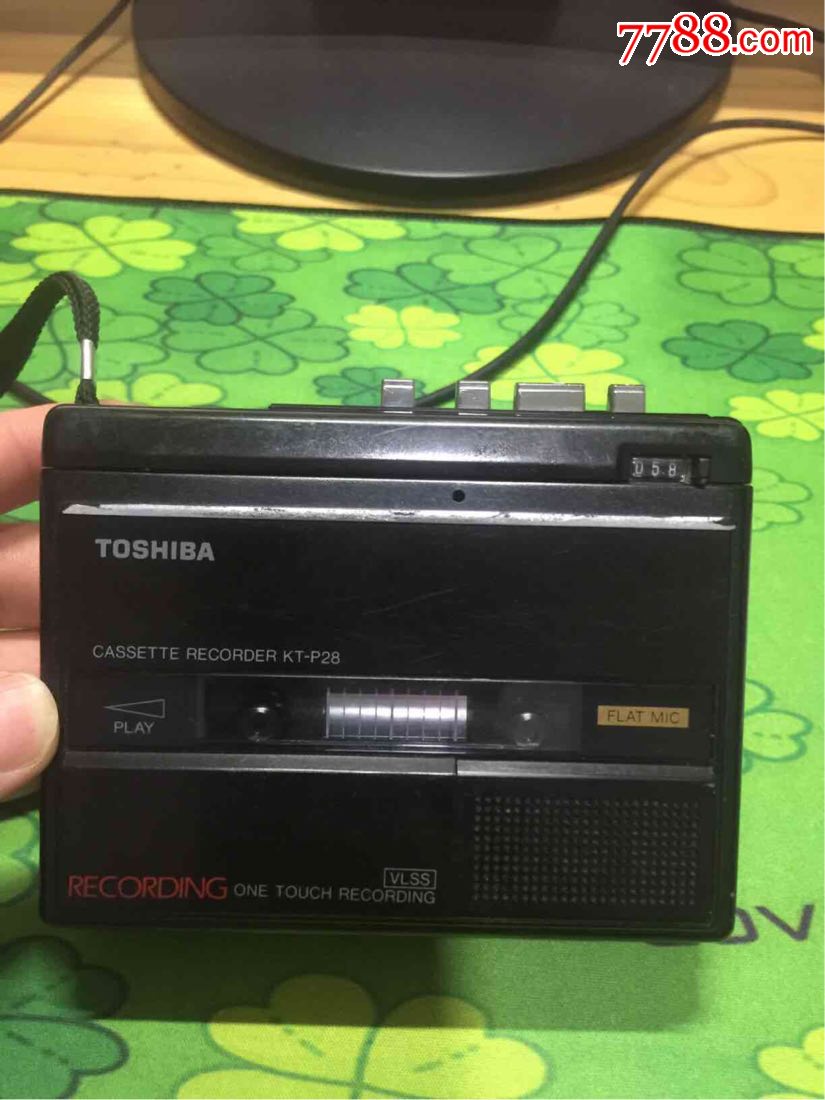 7788.com
058
TOSHIBA
CASSETTE RECORDER KT-P28
PLAY
FLAT MIC
VLSS
RECORDING ONE TOUCH RECORDING